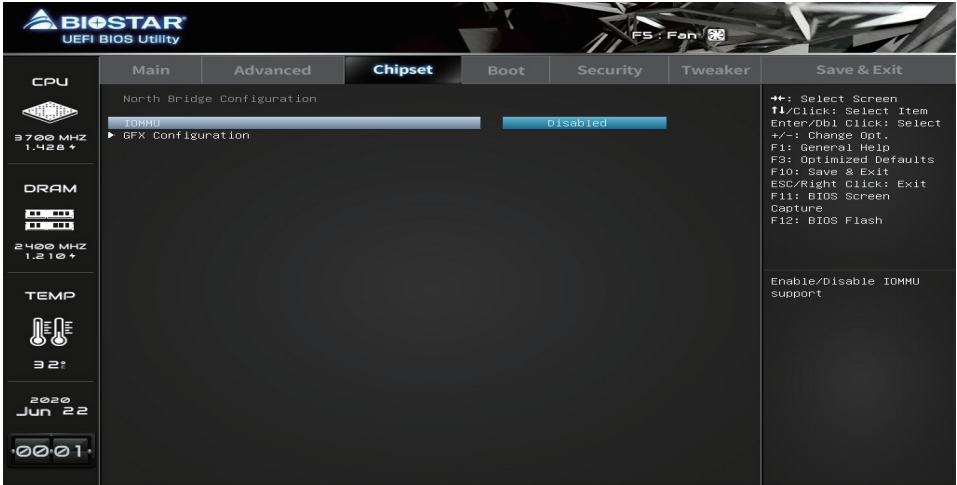 BIOSTAR
UEFI BIOS Utility
F5 : Fan
Main Advanced Chipset Boot Security Tweaker Save & Exit
CPU
3700 MHZ
1.428
DRAM
2400 MHZ
1.210
TEMP
32°
2020
Jun 22
00:01
North Bridge Configuration
IOMMU Disabled
► GFX Configuration
→←: Select Screen
↑↓/Click: Select Item
Enter/Dbl Click: Select
+/-: Change Opt.
F1: General Help
F3: Optimized Defaults
F10: Save & Exit
ESC/Right Click: Exit
F11: BIOS Screen
Capture
F12: BIOS Flash
Enable/Disable IOMMU
support